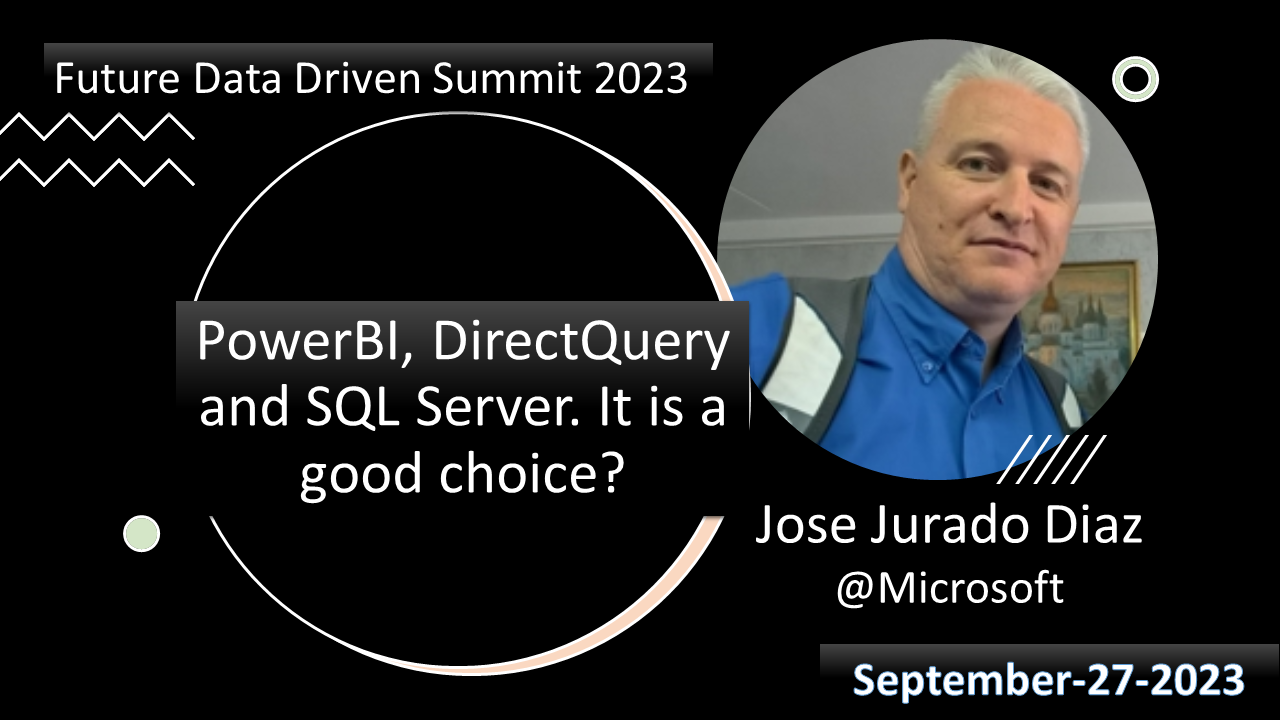 Future Data Driven Summit 2023
PowerBI, DirectQuery
and SQL Server. It is a
good choice?
Jose Jurado Diaz
@Microsoft
September-27-2023